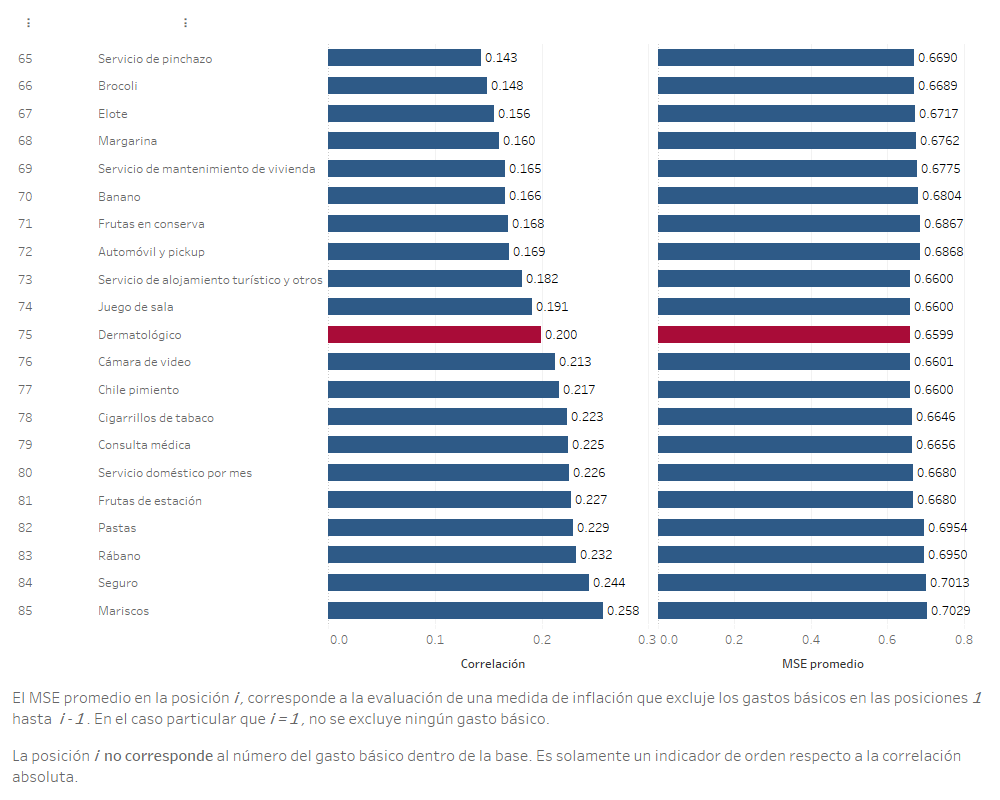 65 Servicio de pinchazo 0.143 0.6690
66 Brocoli 0.148 0.6689
67 Elote 0.156 0.6717
68 Margarina 0.160 0.6762
69 Servicio de mantenimiento de vivienda 0.165 0.6775
70 Banano 0.166 0.6804
71 Frutas en conserva 0.168 0.6867
72 Automóvil y pickup 0.169 0.6868
73 Servicio de alojamiento turístico y otros 0.182 0.6600
74 Juego de sala 0.191 0.6600
75 Dermatológico 0.200 0.6599
76 Cámara de video 0.213 0.6601
77 Chile pimiento 0.217 0.6600
78 Cigarrillos de tabaco 0.223 0.6646
79 Consulta médica 0.225 0.6656
80 Servicio doméstico por mes 0.226 0.6680
81 Frutas de estación 0.227 0.6680
82 Pastas 0.229 0.6954
83 Rábano 0.232 0.6950
84 Seguro 0.244 0.7013
85 Mariscos 0.258 0.7029
0.0 0.1 0.2 0.3 0.0 0.2 0.4 0.6 0.8
Correlación MSE promedio
El MSE promedio en la posición i, corresponde a la evaluación de una medida de inflación que excluye los gastos básicos en las posiciones 1
hasta i - 1. En el caso particular que i = 1, no se excluye ningún gasto básico.
La posición i no corresponde al número del gasto básico dentro de la base. Es solamente un indicador de orden respecto a la correlación
absoluta.